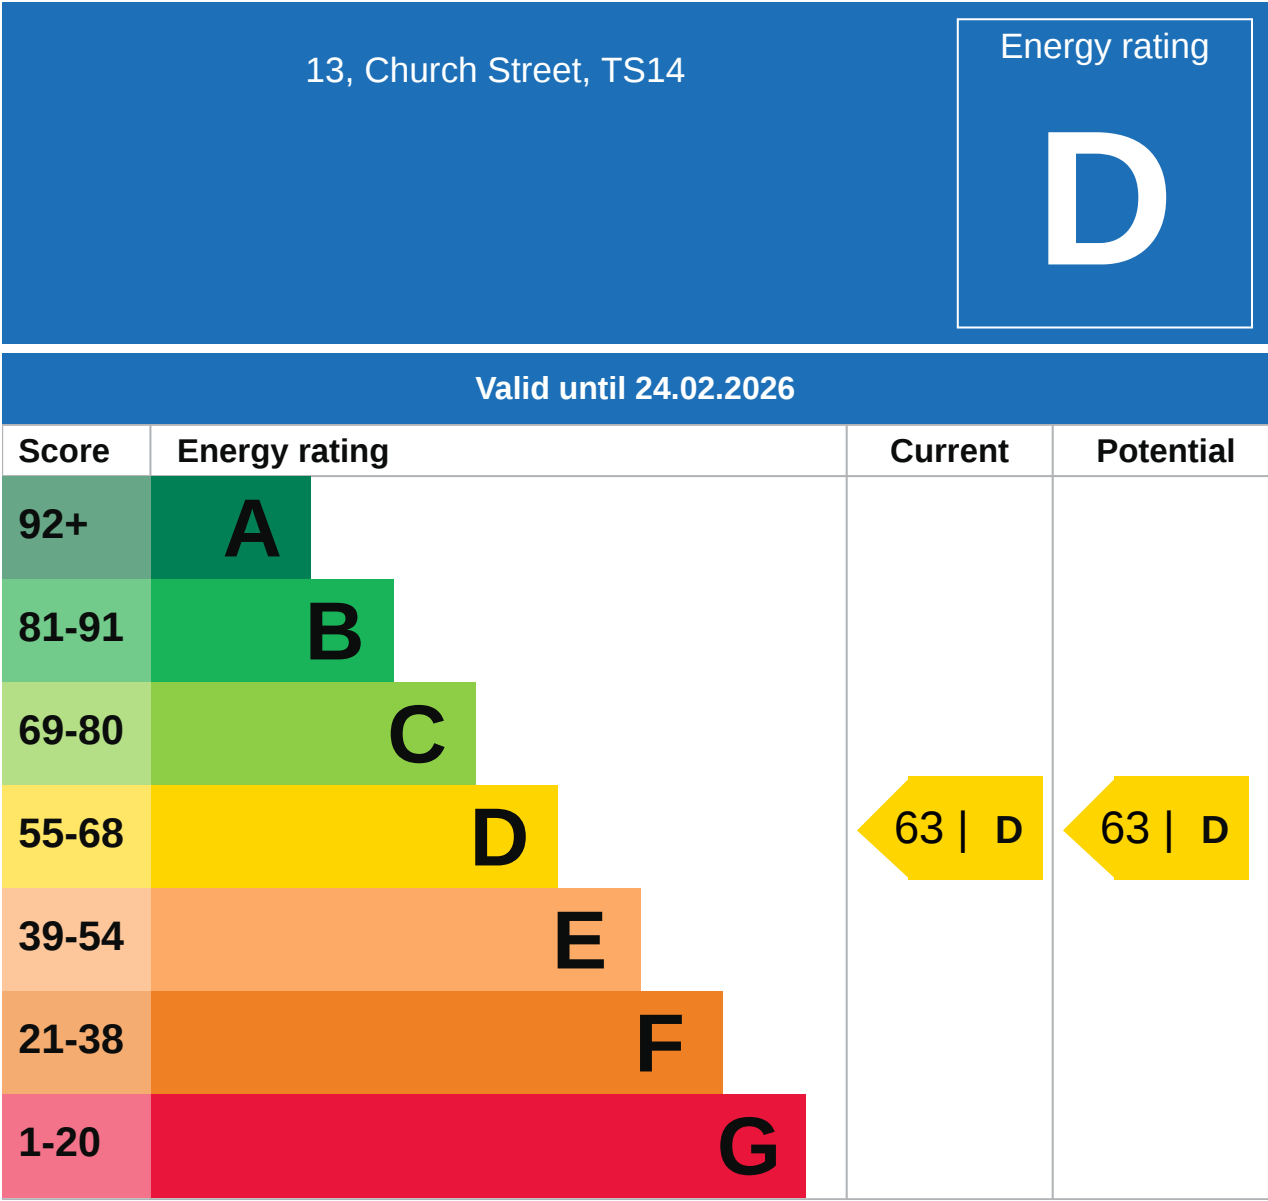 13, Church Street, TS14
Energy rating
D
Valid until 24.02.2026
Score Energy rating Current Potential
92+ A
81-91 B
69-80 C
55-68 D 63 | D 63 | D
39-54 E
21-38 F
1-20 G